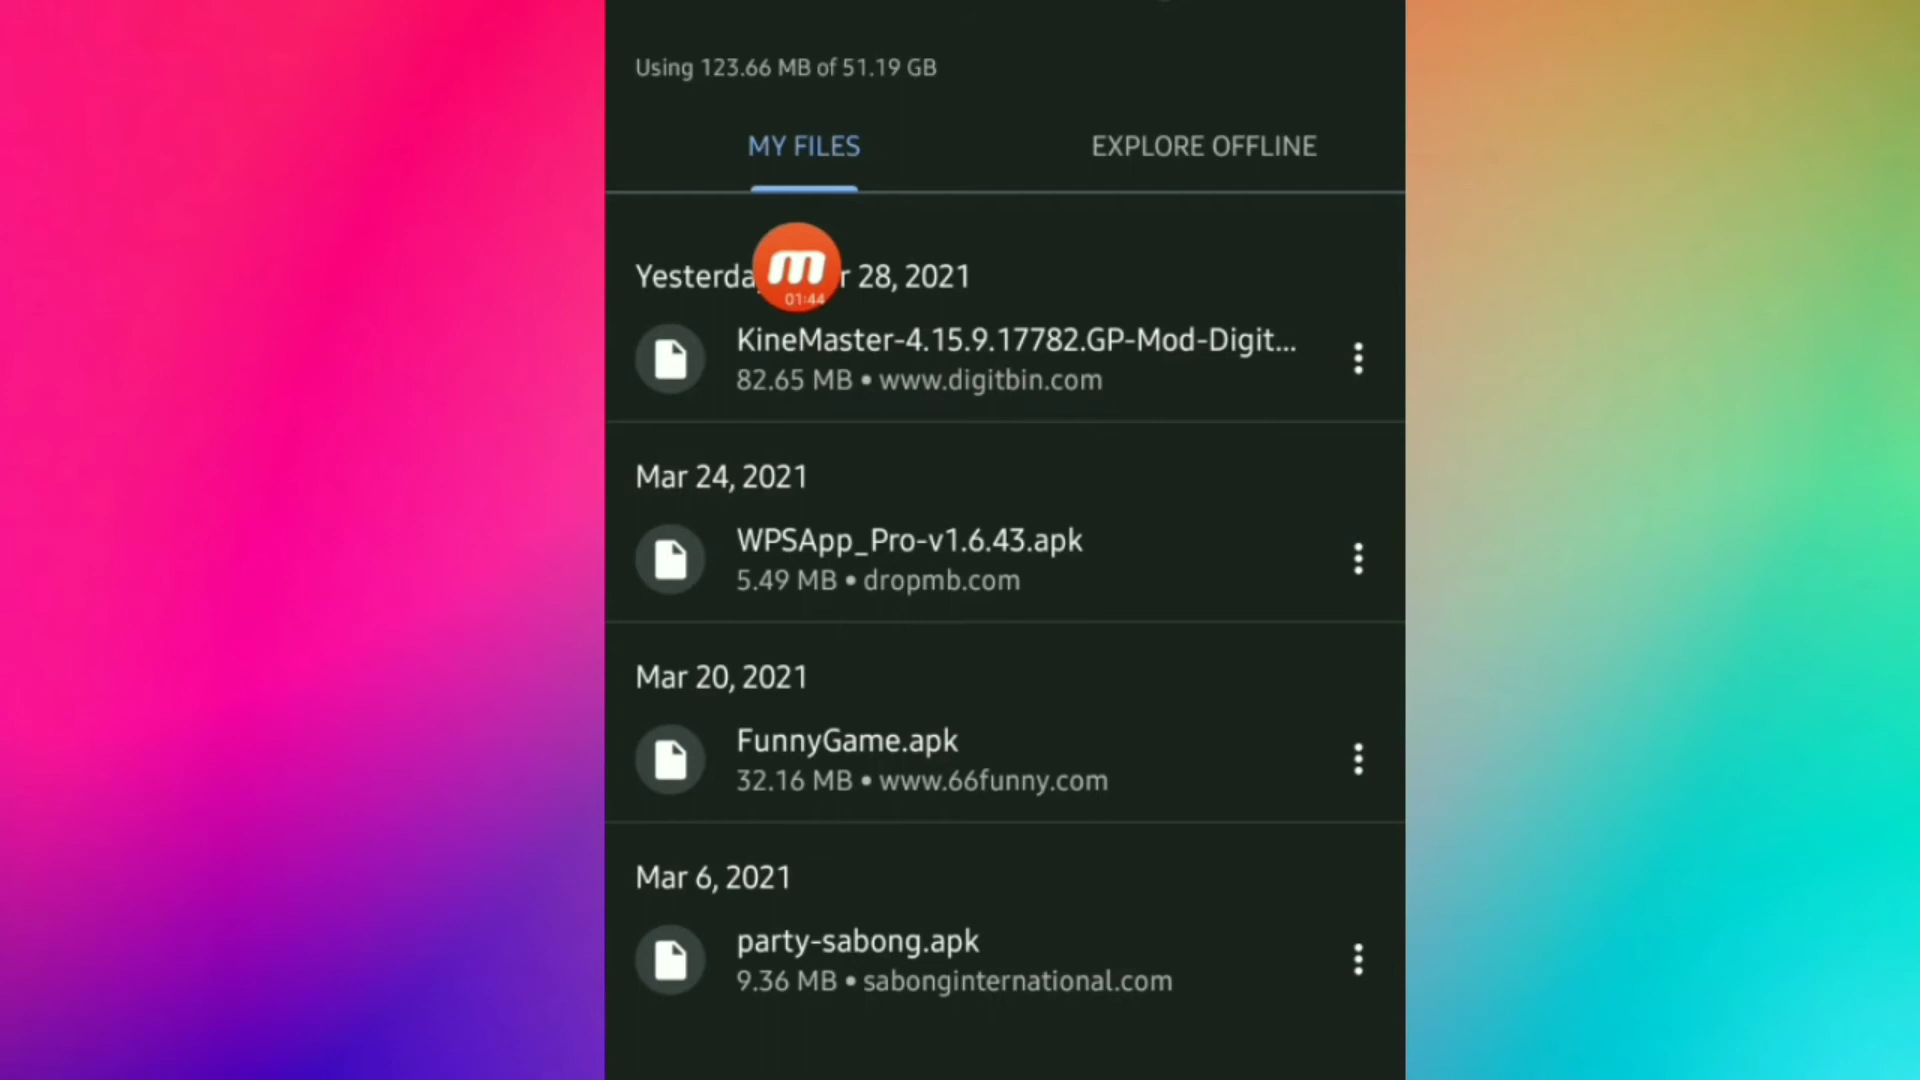 Using 123.66 MB of 51.19 GB
MY FILES
EXPLORE OFFLINE
m
01:44
28, 2021
KineMaster-4.15.9.17782.GP-Mod-Digit...
82.65 MB • www.digitbin.com
Mar 24, 2021
WPSApp_Pro-v1.6.43.apk
5.49 MB • dropmb.com
Mar 20, 2021
FunnyGame.apk
32.16 MB • www.66funny.com
Mar 6, 2021
party-sabong.apk
9.36 MB • sabonginternational.com